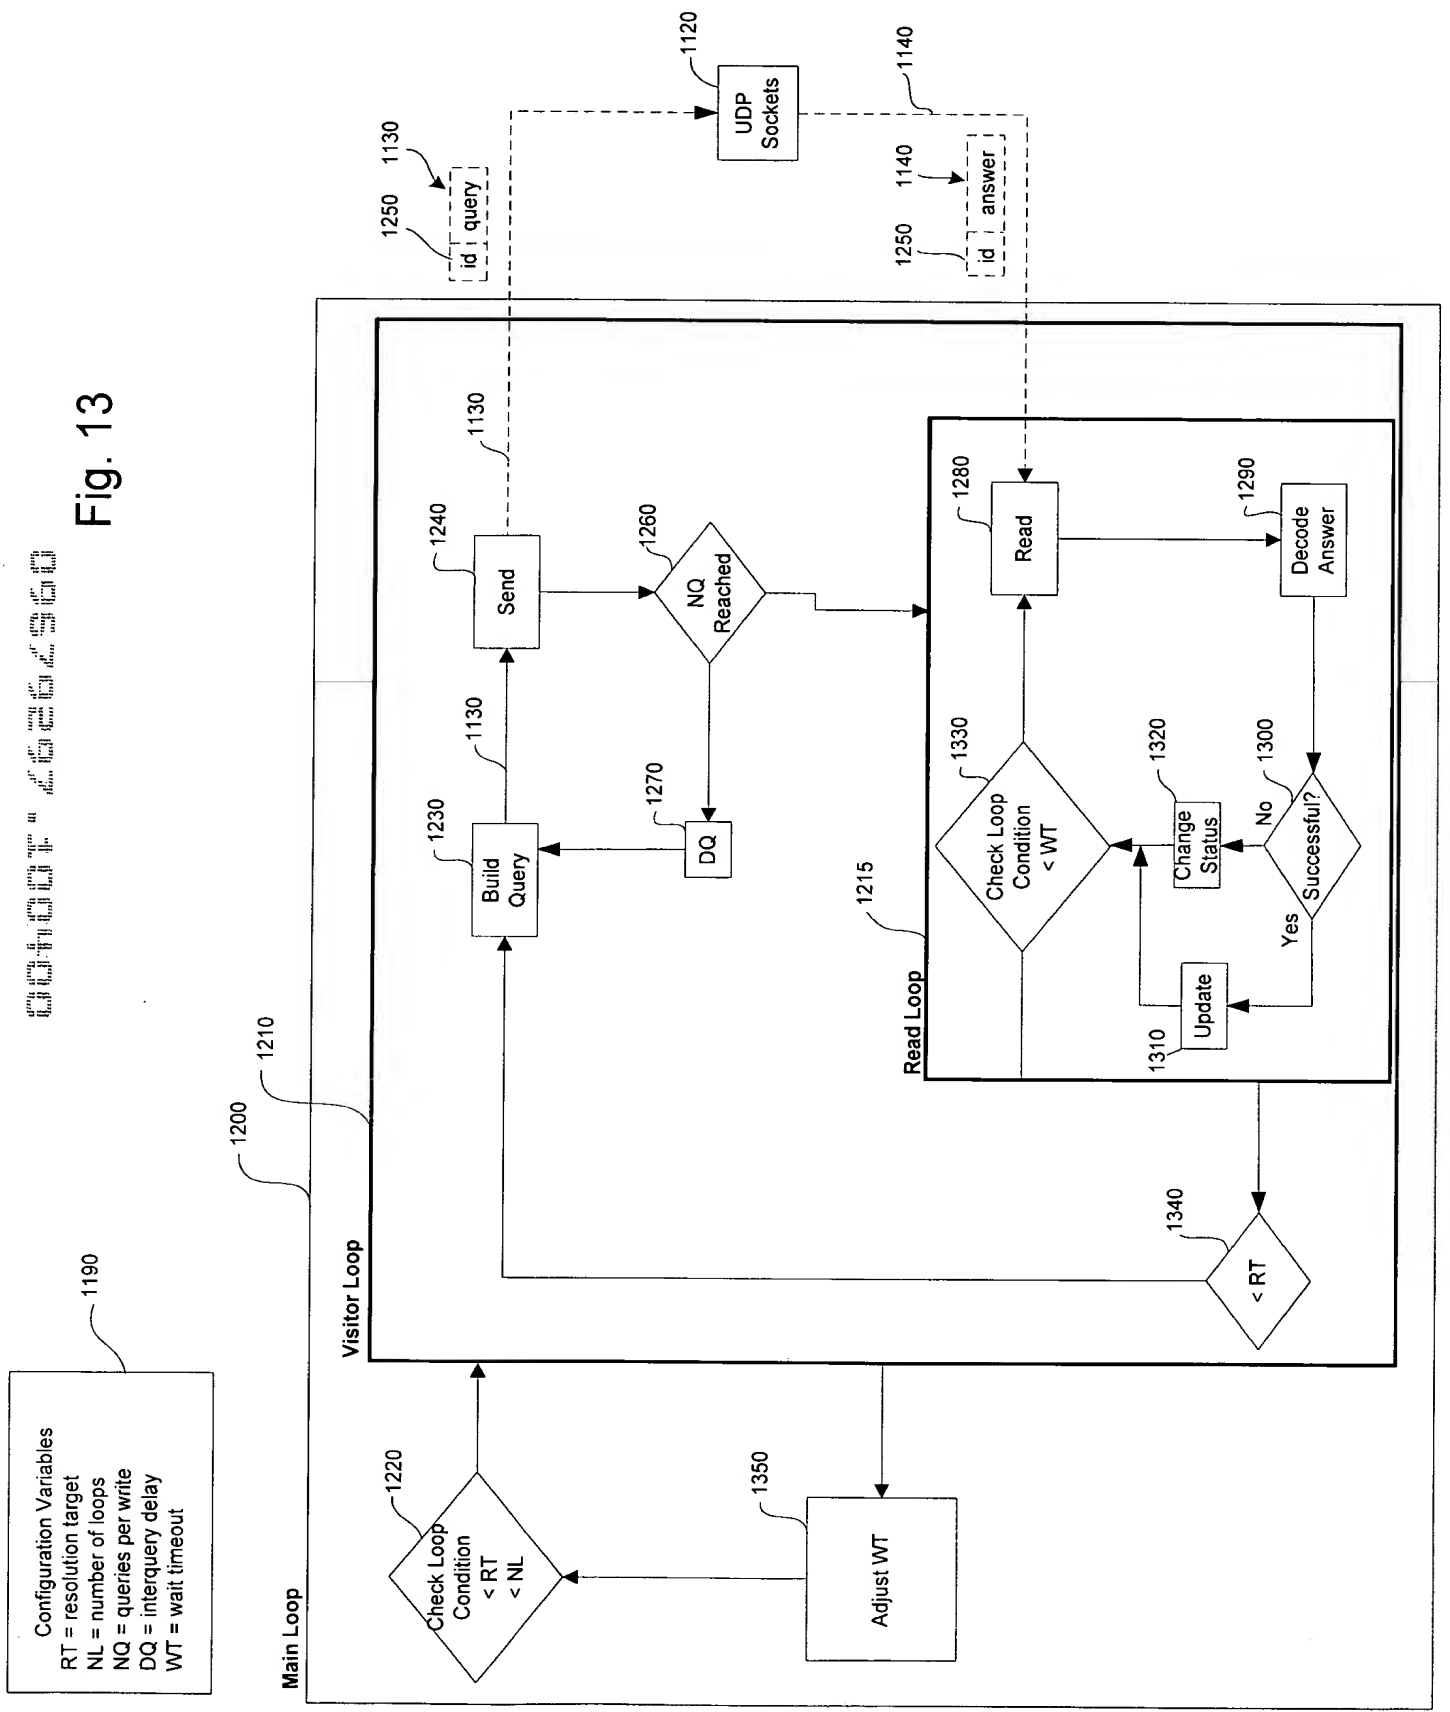 09679297.100400
Fig. 13
Configuration Variables
RT = resolution target
NL = number of loops
NQ = queries per write
DQ = interquery delay
WT = wait timeout
1190
Main Loop
1200
Visitor Loop
1210
Check Loop
Condition
< RT
< NL
1220
Adjust WT
1350
Build
Query
1230
1130
Send
1240
1130
id
query
1250
1130
UDP
Sockets
1120
1140
id
answer
1250
1140
NQ
Reached
1260
DQ
1270
Read Loop
1215
Check Loop
Condition
< WT
1330
Read
1280
Decode
Answer
1290
Successful?
1300
No
Yes
Change
Status
1320
Update
1310
< RT
1340